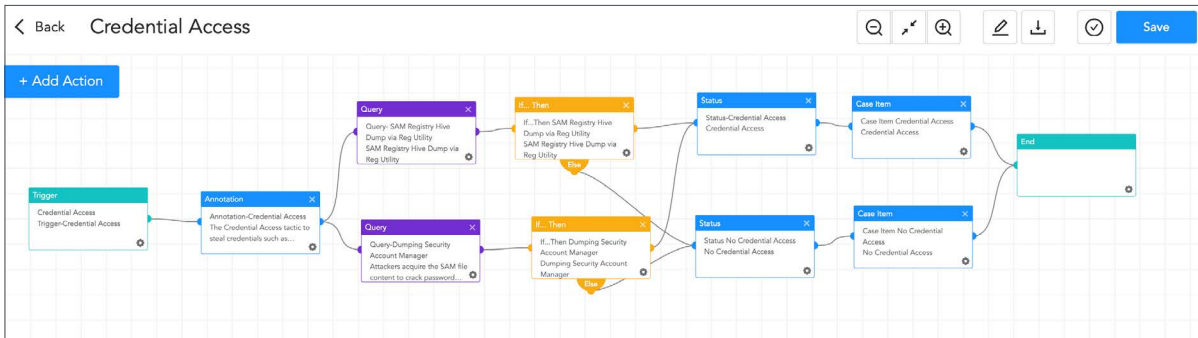 Back
Credential Access
Save
+ Add Action
Trigger
Credential Access
Trigger-Credential Access
Annotation
Annotation-Credential Access
The Credential Access tactic to
steal credentials such as...
Query
Query- SAM Registry Hive
Dump via Reg Utility
SAM Registry Hive Dump via
Reg Utility
Query
Query-Dumping Security
Account Manager
Attackers acquire the SAM file
content to crack password...
If... Then
If...Then SAM Registry Hive
Dump via Reg Utility
SAM Registry Hive Dump via
Reg Utility
Else
If... Then
If...Then Dumping Security
Account Manager
Dumping Security Account
Manager
Else
Status
Status-Credential Access
Credential Access
Status
Status No Credential Access
No Credential Access
Case Item
Case Item Credential Access
Credential Access
Case Item
Case Item No Credential
Access
No Credential Access
End